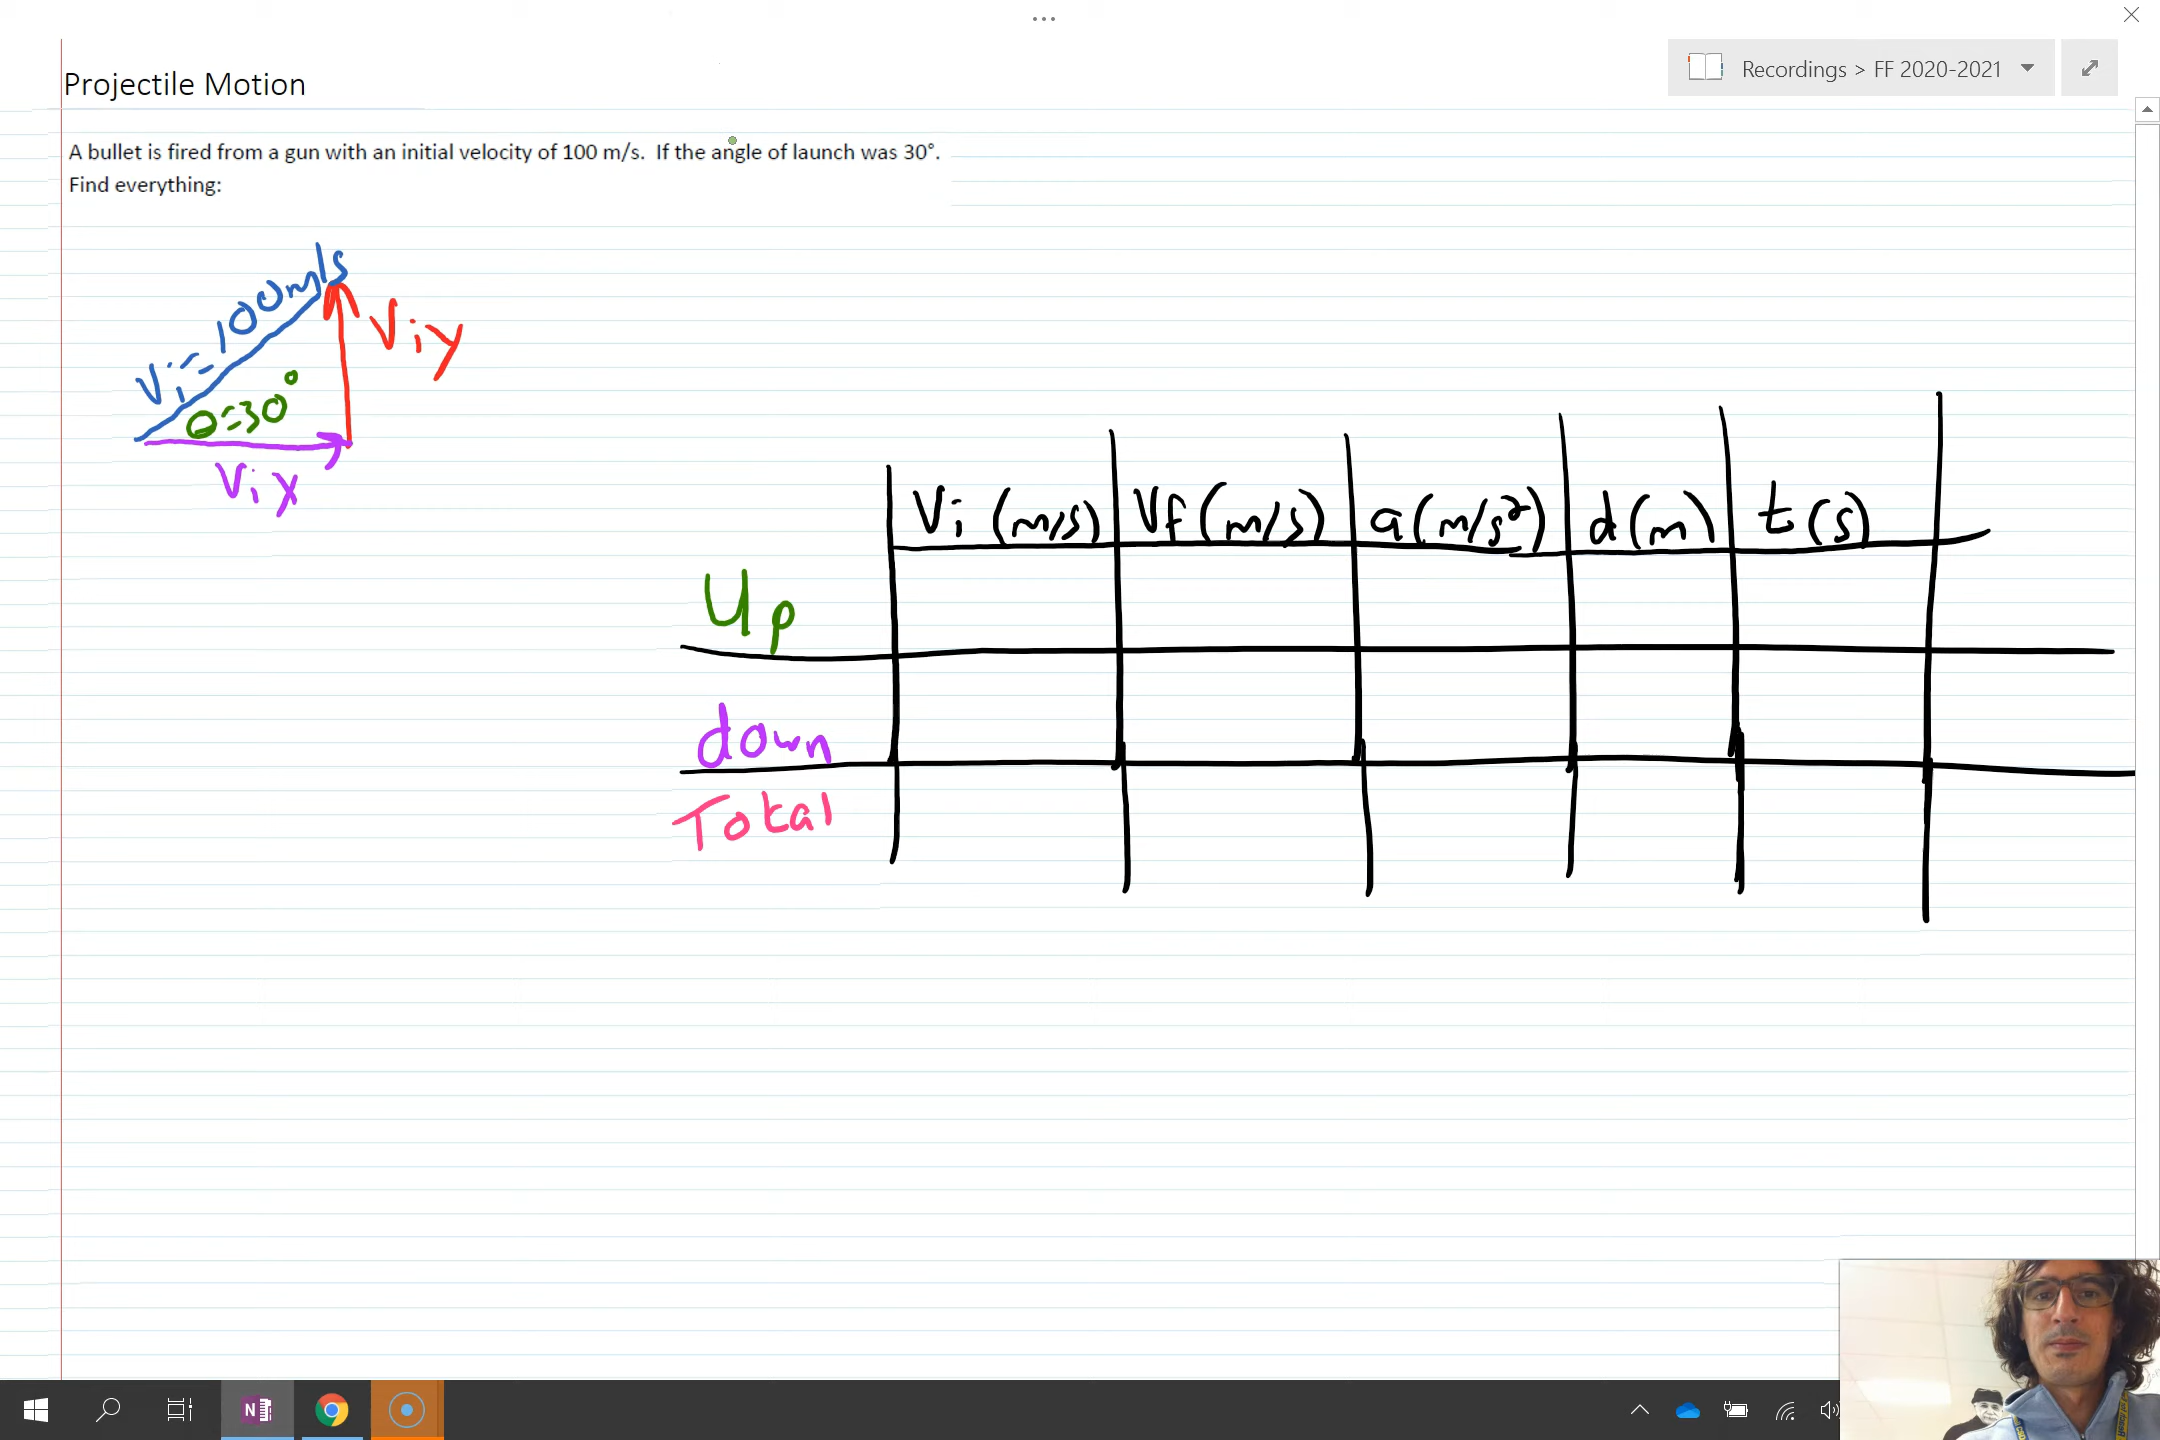 Recordings > FF 2020-2021
Projectile Motion
A bullet is fired from a gun with an initial velocity of 100 m/s.  If the angle of launch was 30°.
Find everything:
Vi = 100 m/s
Viy
θ=30°
Vix
Vi (m/s) Vf (m/s) a (m/s²) d (m) t (s)
Up
down
Total